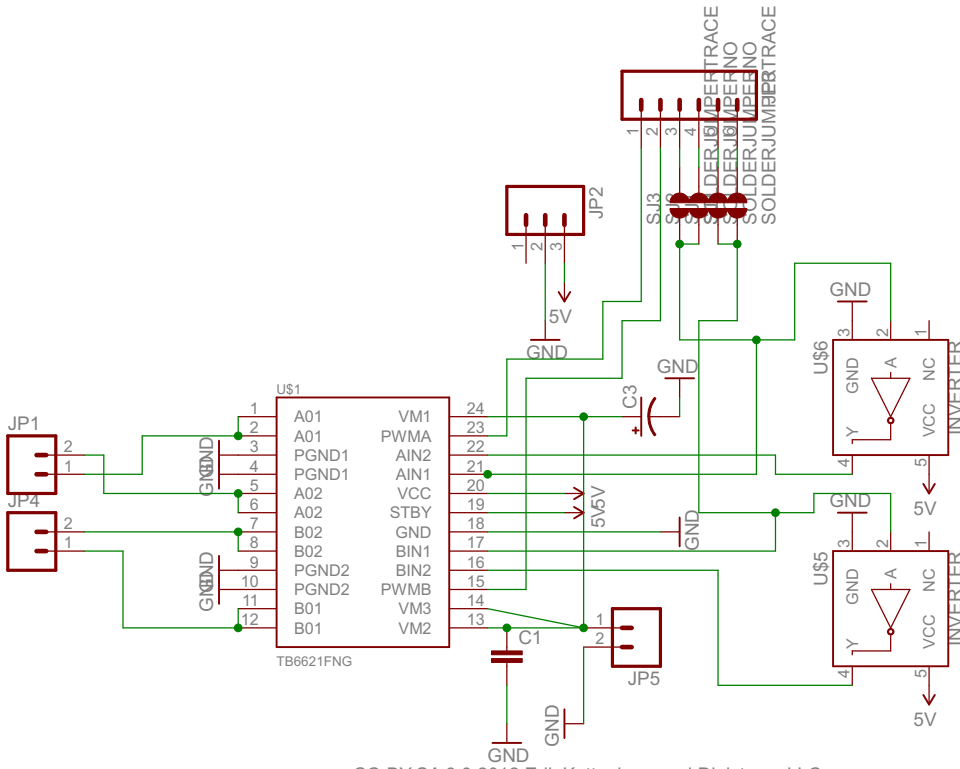 SOLDERJUMPERTRACE
SOLDERJUMPERNO
SOLDERJUMPERNO
SOLDERJUMPERTRACE
1
2
3
4
5
6
SJ3
JP2
1
2
3
5V
GND
GND
3
2
1
U$6
GND
A
NC
Y
VCC
INVERTER
4
5
5V
GND
C3
+
U$1
1 A01 VM1 24
2 A01 PWMA 23
3 PGND1 AIN2 22
4 PGND1 AIN1 21
5 A02 VCC 20
6 A02 STBY 19
7 B02 GND 18
8 B02 BIN1 17
9 PGND2 BIN2 16
10 PGND2 PWMB 15
11 B01 VM3 14
12 B01 VM2 13
TB6621FNG
JP1
2
1
JP4
2
1
GND
GND
GND
GND
5V
5V
GND
GND
3
2
1
U$5
GND
A
NC
Y
VCC
INVERTER
4
5
5V
C1
1
2
JP5
GND
GND